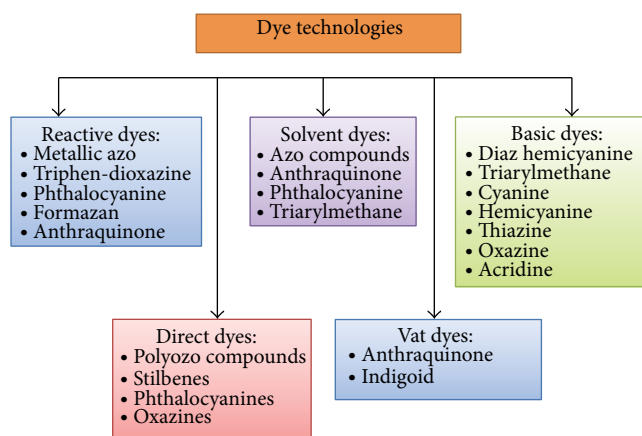 Dye technologies
Reactive dyes:
• Metallic azo
• Triphen-dioxazine
• Phthalocyanine
• Formazan
• Anthraquinone
Solvent dyes:
• Azo compounds
• Anthraquinone
• Phthalocyanine
• Triarylmethane
Basic dyes:
• Diaz hemicyanine
• Triarylmethane
• Cyanine
• Hemicyanine
• Thiazine
• Oxazine
• Acridine
Direct dyes:
• Polyozo compounds
• Stilbenes
• Phthalocyanines
• Oxazines
Vat dyes:
• Anthraquinone
• Indigoid